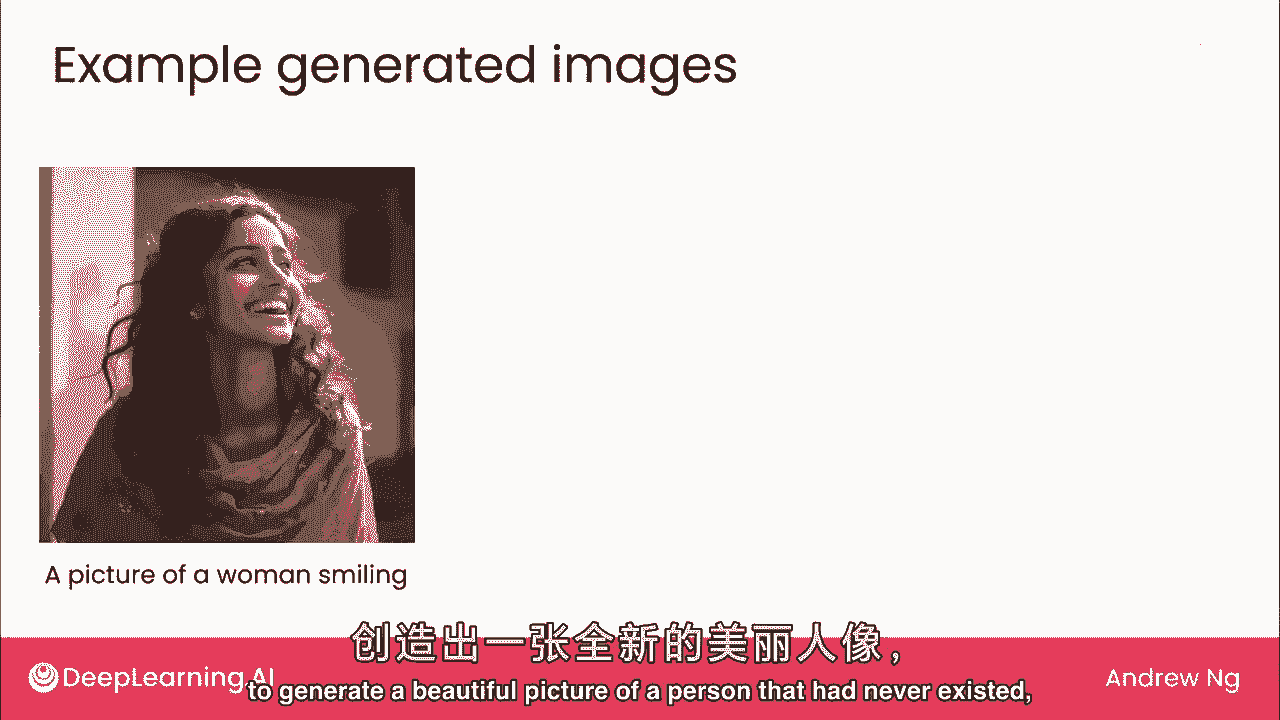 Example generated images
A picture of a woman smiling
创造出一张全新的美丽人像，
DeepLearning.AI
to generate a beautiful picture of a person that had never existed,
Andrew Ng